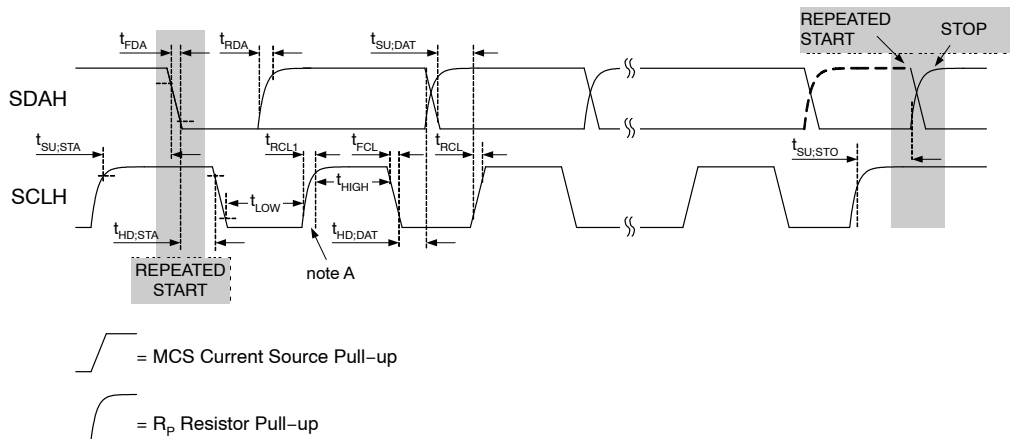 REPEATED
START
STOP
tFDA
tRDA
tSU;DAT
SDAH
tSU;STA
tRCL1
tFCL
tRCL
tSU;STO
SCLH
tLOW
tHIGH
tHD;STA
tHD;DAT
note A
REPEATED
START
= MCS Current Source Pull−up
= RP Resistor Pull−up